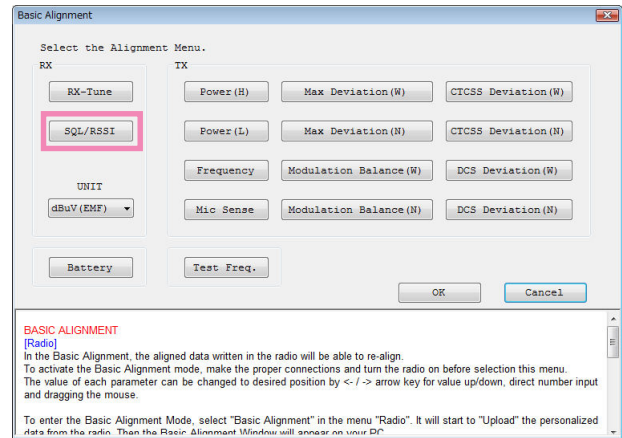 Basic Alignment
Select the Alignment Menu.
RX
TX
RX-Tune
Power(H)
Max Deviation(W)
CTCSS Deviation(W)
SQL/RSSI
Power(L)
Max Deviation(N)
CTCSS Deviation(N)
Frequency
Modulation Balance(W)
DCS Deviation(W)
UNIT
dBuV(EMF)
Mic Sense
Modulation Balance(N)
DCS Deviation(N)
Battery
Test Freq.
OK
Cancel
BASIC ALIGNMENT
[Radio]
In the Basic Alignment, the aligned data written in the radio will be able to re-align.
To activate the Basic Alignment mode, make the proper connections and turn the radio on before selection this menu.
The value of each parameter can be changed to desired position by <- / -> arrow key for value up/down, direct number input
and dragging the mouse.
To enter the Basic Alignment Mode, select "Basic Alignment" in the menu "Radio". It will start to "Upload" the personalized
data from the radio. Then the Basic Alignment Window will appear on your PC.